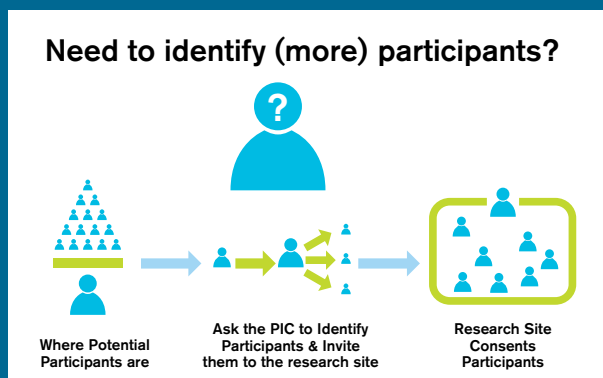 Need to identify (more) participants?
?
Where Potential
Participants are
Ask the PIC to Identify
Participants & Invite
them to the research site
Research Site
Consents
Participants